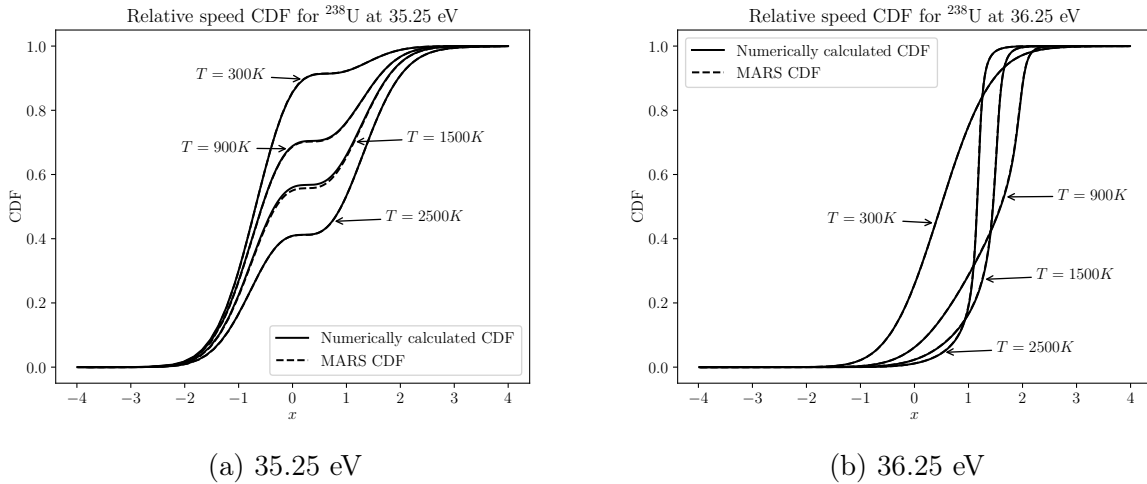 Relative speed CDF for ²³⁸U at 35.25 eV
1.0
0.8
0.6
0.4
0.2
0.0
CDF
T = 300K
T = 900K
T = 1500K
T = 2500K
Numerically calculated CDF
MARS CDF
−4 −3 −2 −1 0 1 2 3 4
x
(a) 35.25 eV
Relative speed CDF for ²³⁸U at 36.25 eV
Numerically calculated CDF
MARS CDF
1.0
0.8
0.6
0.4
0.2
0.0
CDF
T = 900K
T = 300K
T = 1500K
T = 2500K
−4 −3 −2 −1 0 1 2 3 4
x
(b) 36.25 eV